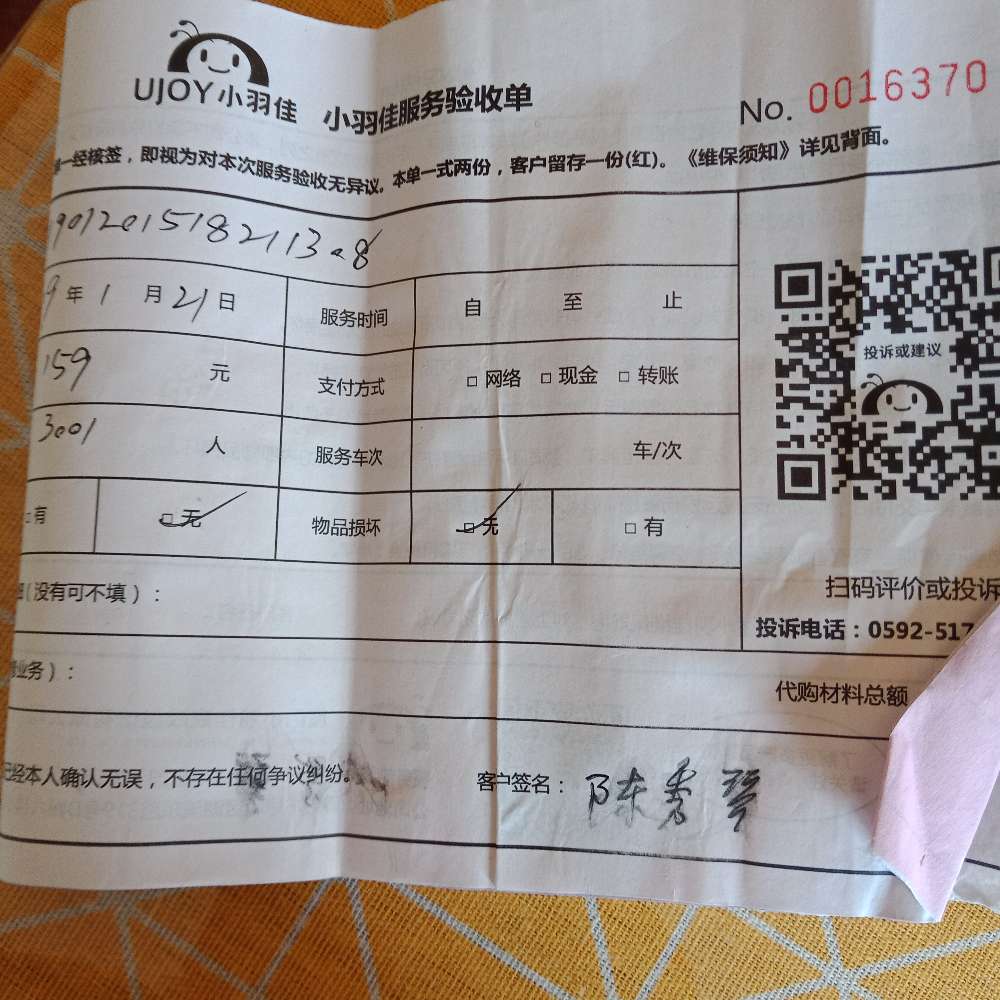 UJOY 小羽佳 小羽佳服务验收单 No. 0016370
一经核签，即视为对本次服务验收无异议。本单一式两份，客户留存一份(红)。《维保须知》详见背面。
9年1月21日 服务时间 自 至 止
159 元 支付方式 □ 网络 □ 现金 □ 转账
3001 人 服务车次 车/次
□有 □无 物品损坏 □无 □有
投诉或建议
扫码评价或投诉
(没有可不填)：
投诉电话：0592-517
业务)：
代购材料总额
已经本人确认无误，不存在任何争议纠纷。 客户签名：陈秀